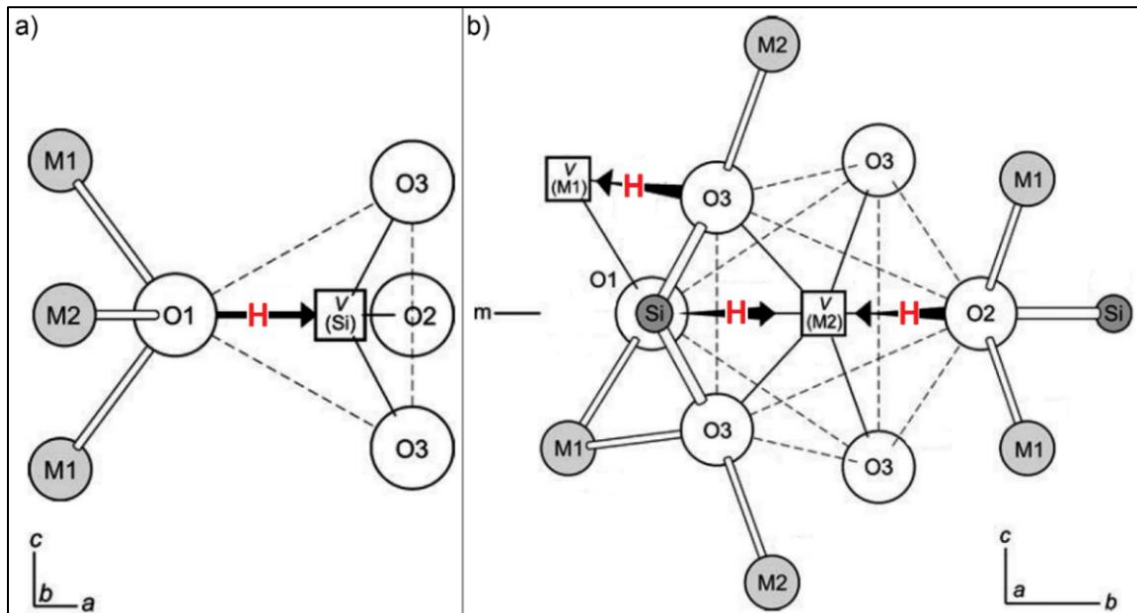 a)
M1
M2
O1
H
V
(Si)
O3
O2
M1
O3
c
b
a
b)
M2
V
(M1)
H
O3
O3
M1
O1
Si
m
H
V
(M2)
H
O2
Si
M1
O3
O3
M1
M2
c
a
b